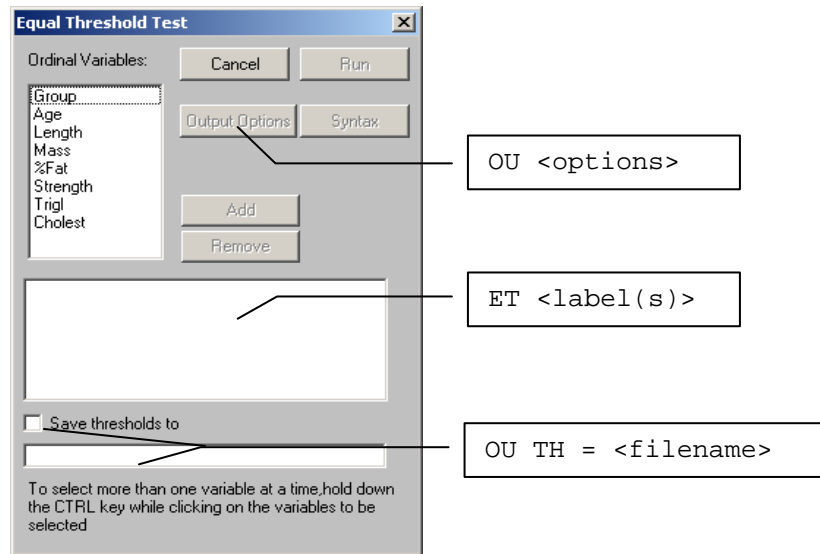 Equal Threshold Test
Ordinal Variables:
Cancel
Run
Group
Age
Length
Mass
%Fat
Strength
Trigl
Cholest
Output Options
Syntax
OU <options>
Add
Remove
ET <label(s)>
Save thresholds to
OU TH = <filename>
To select more than one variable at a time,hold down
the CTRL key while clicking on the variables to be
selected